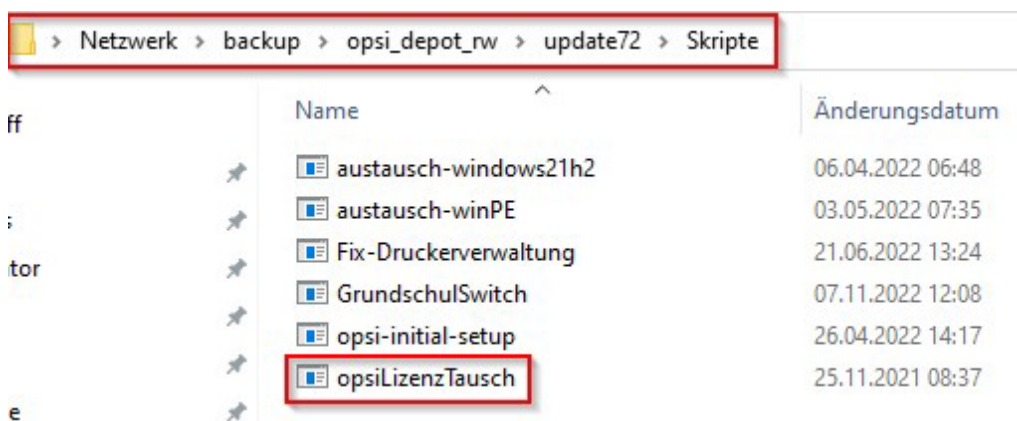 > Netzwerk > backup > opsi_depot_rw > update72 > Skripte
Name Änderungsdatum
ff
austausch-windows21h2 06.04.2022 06:48
austausch-winPE 03.05.2022 07:35
Fix-Druckerverwaltung 21.06.2022 13:24
tor
GrundschulSwitch 07.11.2022 12:08
opsi-initial-setup 26.04.2022 14:17
opsiLizenzTausch 25.11.2021 08:37
e